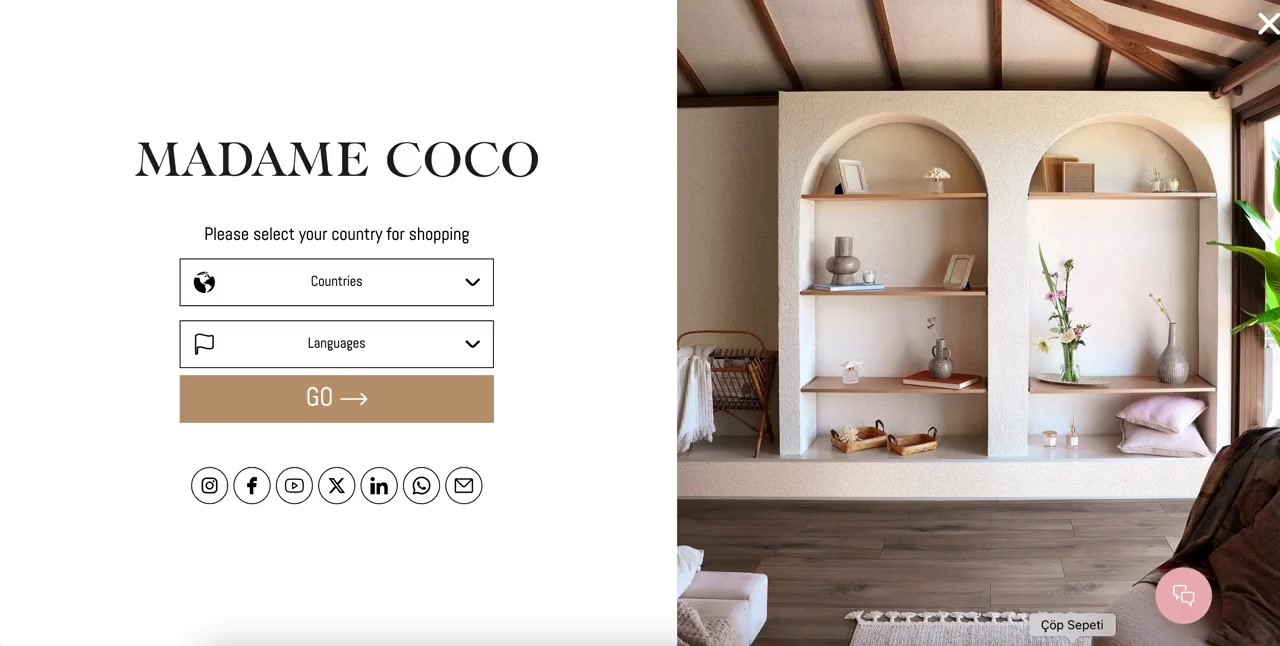 MADAME COCO
Please select your country for shopping
Countries
Languages
GO
Çöp Sepeti